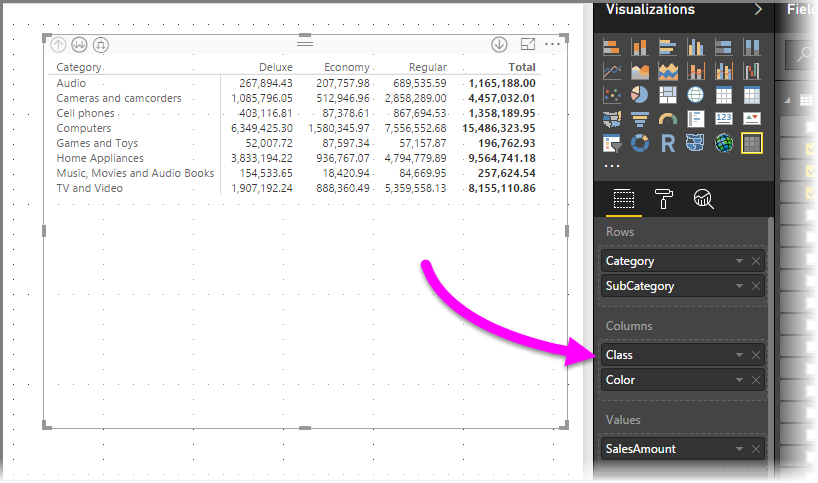 Visualizations
Fiel
Category Deluxe Economy Regular Total
Audio 267,894.43 207,757.98 689,535.59 1,165,188.00
Cameras and camcorders 1,085,796.05 512,946.96 2,858,289.00 4,457,032.01
Cell phones 403,116.81 87,378.61 867,694.53 1,358,189.95
Computers 6,349,425.30 1,580,345.97 7,556,552.68 15,486,323.95
Games and Toys 52,007.72 87,597.34 57,157.87 196,762.93
Home Appliances 3,833,194.22 936,767.07 4,794,779.89 9,564,741.18
Music, Movies and Audio Books 154,533.65 18,420.94 84,669.95 257,624.54
TV and Video 1,907,192.24 888,360.49 5,359,558.13 8,155,110.86
R
123
Rows
Category
SubCategory
Columns
Class
Color
Values
SalesAmount